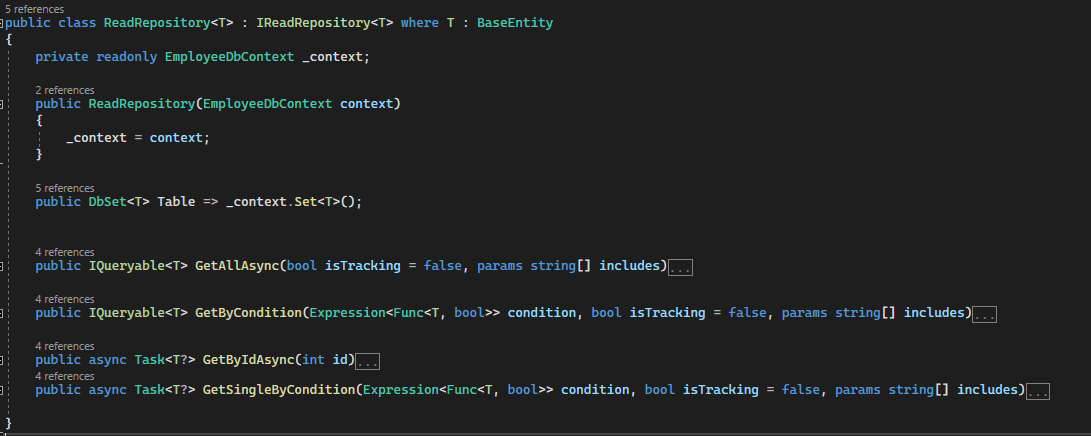 5 references
public class ReadRepository<T> : IReadRepository<T> where T : BaseEntity
{
private readonly EmployeeDbContext _context;
2 references
public ReadRepository(EmployeeDbContext context)
{
_context = context;
}
5 references
public DbSet<T> Table => _context.Set<T>();
4 references
public IQueryable<T> GetAllAsync(bool isTracking = false, params string[] includes)...
4 references
public IQueryable<T> GetByCondition(Expression<Func<T, bool>> condition, bool isTracking = false, params string[] includes)...
4 references
public async Task<T?> GetByIdAsync(int id)...
4 references
public async Task<T?> GetSingleByCondition(Expression<Func<T, bool>> condition, bool isTracking = false, params string[] includes)...
}